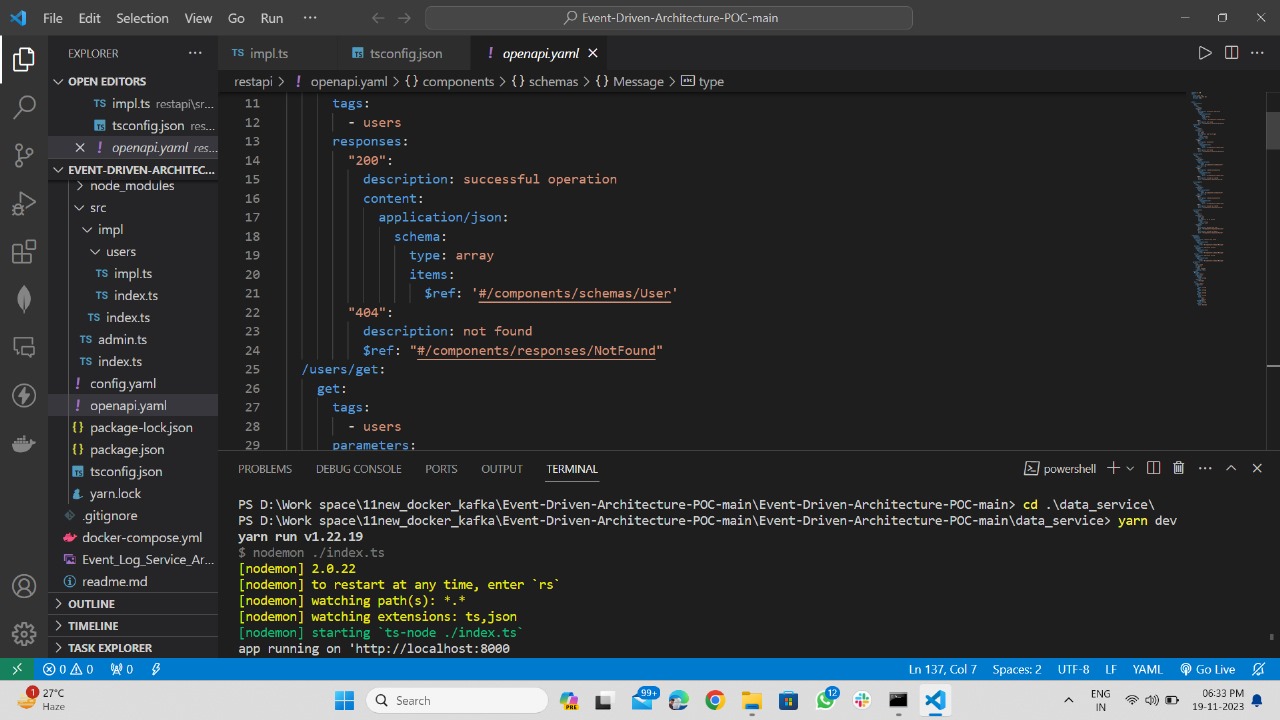 File Edit Selection View Go Run ··· Event-Driven-Architecture-POC-main
EXPLORER ···
OPEN EDITORS
TS impl.ts restapi\sr...
tsconfig.json res...
! openapi.yaml res...
EVENT-DRIVEN-ARCHITEC...
node_modules
src
impl
users
TS impl.ts
TS index.ts
TS index.ts
TS admin.ts
TS index.ts
! config.yaml
! openapi.yaml
{} package-lock.json
{} package.json
tsconfig.json
yarn.lock
.gitignore
docker-compose.yml
Event_Log_Service_Ar...
readme.md
OUTLINE
TIMELINE
TASK EXPLORER
TS impl.ts tsconfig.json ! openapi.yaml
restapi > ! openapi.yaml > {} components > {} schemas > {} Message > abc type
11 tags:
12 - users
13 responses:
14 "200":
15 description: successful operation
16 content:
17 application/json:
18 schema:
19 type: array
20 items:
21 $ref: '#/components/schemas/User'
22 "404":
23 description: not found
24 $ref: "#/components/responses/NotFound"
25 /users/get:
26 get:
27 tags:
28 - users
29 parameters:
PROBLEMS DEBUG CONSOLE PORTS OUTPUT TERMINAL powershell
PS D:\Work space\11new_docker_kafka\Event-Driven-Architecture-POC-main\Event-Driven-Architecture-POC-main> cd .\data_service\
PS D:\Work space\11new_docker_kafka\Event-Driven-Architecture-POC-main\Event-Driven-Architecture-POC-main\data_service> yarn dev
yarn run v1.22.19
$ nodemon ./index.ts
[nodemon] 2.0.22
[nodemon] to restart at any time, enter `rs`
[nodemon] watching path(s): *.*
[nodemon] watching extensions: ts,json
[nodemon] starting `ts-node ./index.ts`
app running on 'http://localhost:8000
0 0 0 Ln 137, Col 7 Spaces: 2 UTF-8 LF YAML Go Live
1 27°C
Haze
Search
PRE
99+
12
ENG
IN
06:33 PM
19-11-2023